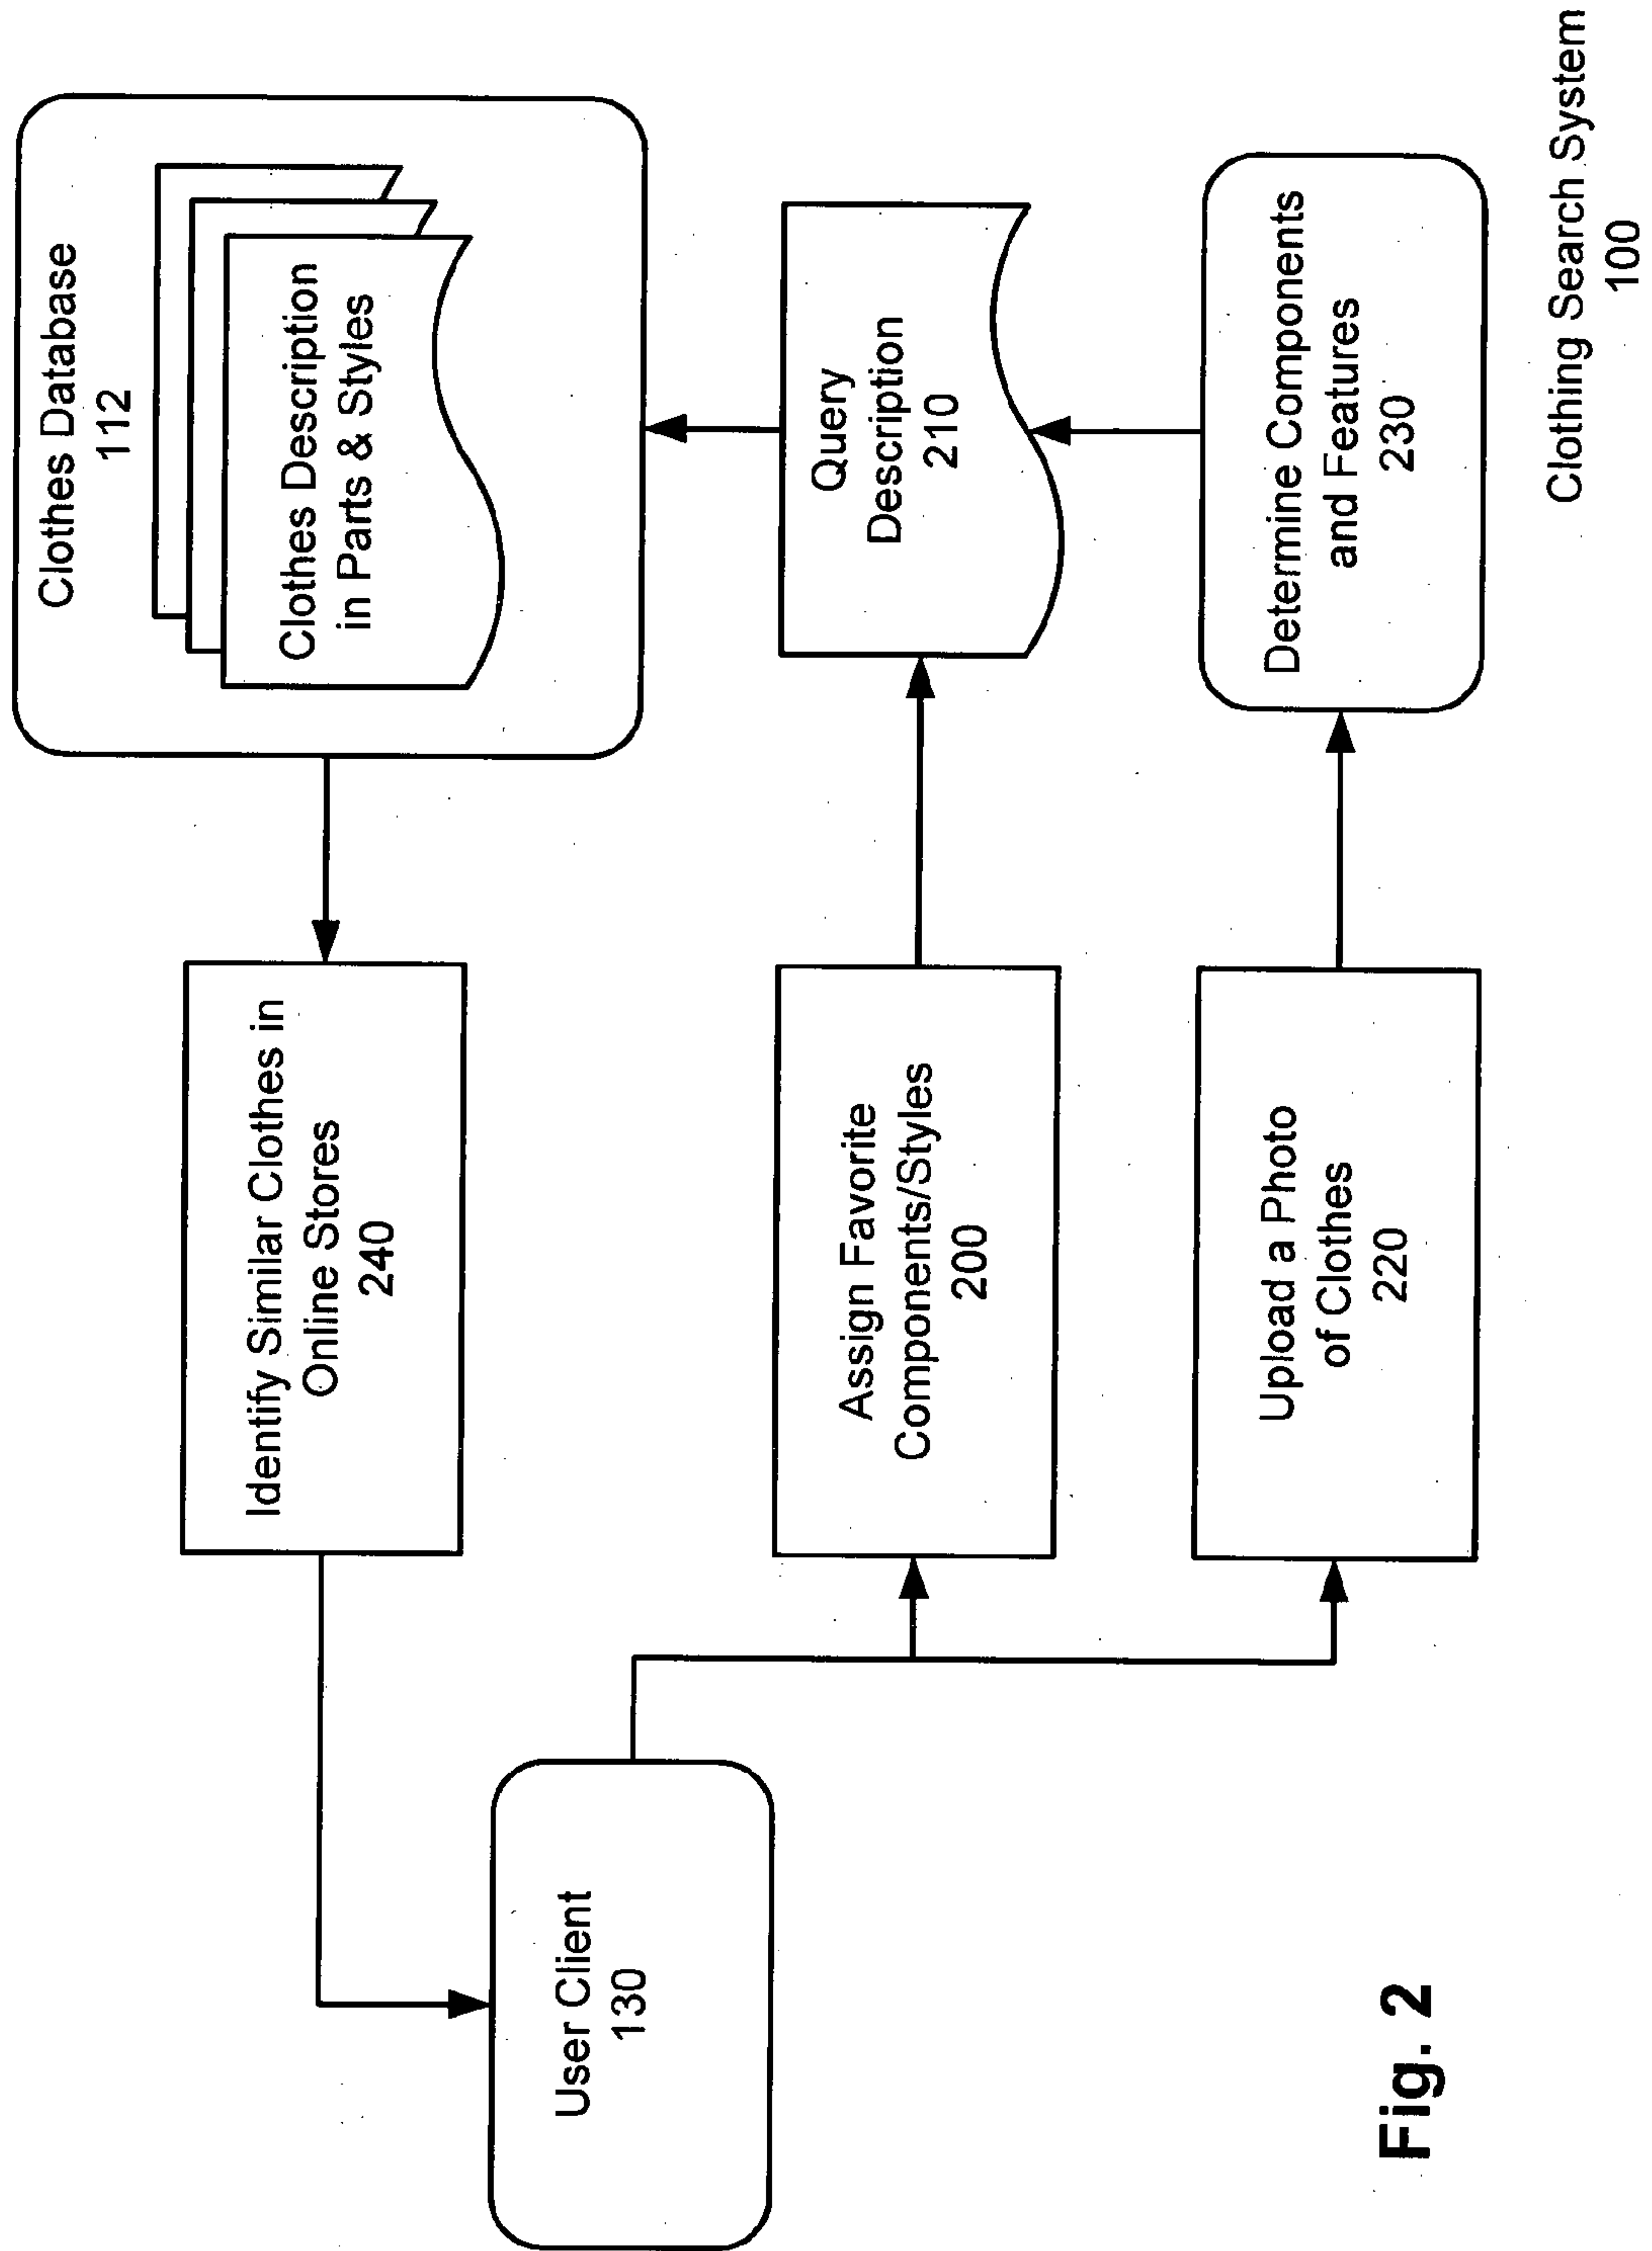 Clothes Database
112
Clothes Description
in Parts & Styles
Identify Similar Clothes in
Online Stores
240
User Client
130
Assign Favorite
Components/Styles
200
Query
Description
210
Upload a Photo
of Clothes
220
Determine Components
and Features
230
Clothing Search System
100
Fig. 2